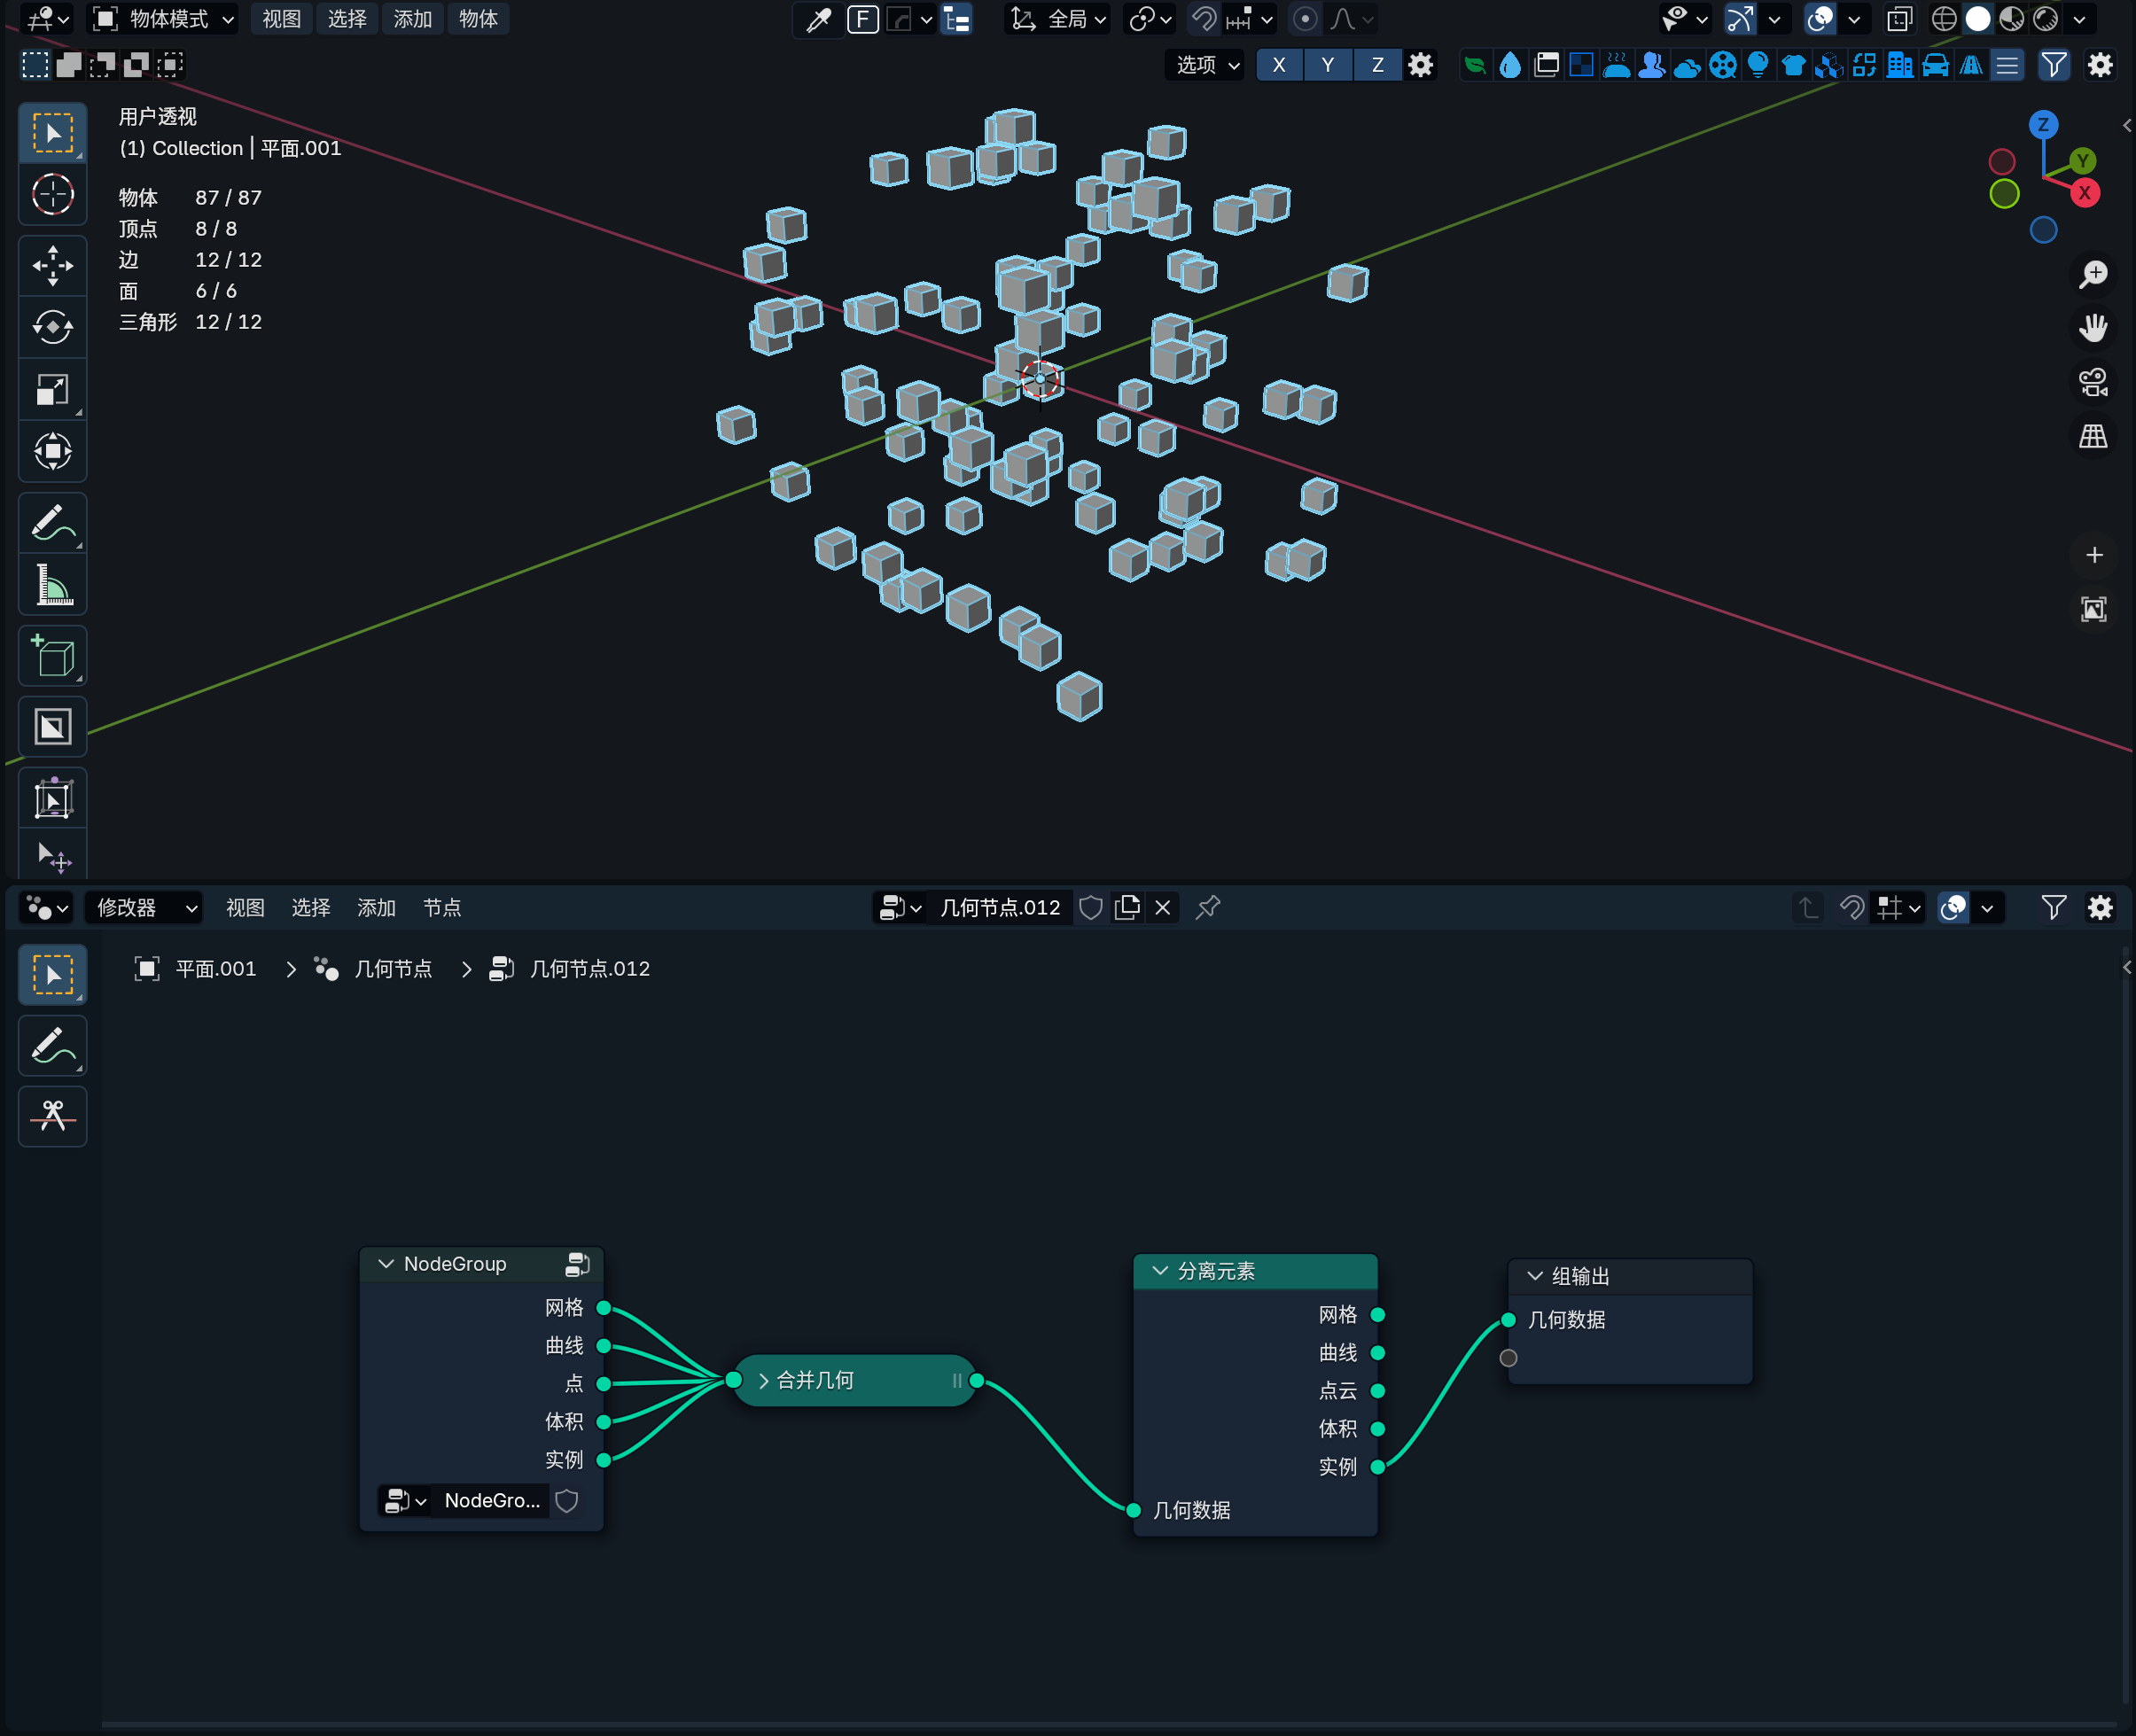 物体模式 视图 选择 添加 物体 F 全局
选项 X Y Z
用户透视
(1) Collection | 平面.001
物体 87 / 87
顶点 8 / 8
边 12 / 12
面 6 / 6
三角形 12 / 12
Z
Y
X
修改器 视图 选择 添加 节点 几何节点.012
平面.001 几何节点 几何节点.012
NodeGroup
网格
曲线
点
体积
实例
NodeGro...
合并几何
分离元素
网格
曲线
点云
体积
实例
几何数据
组输出
几何数据